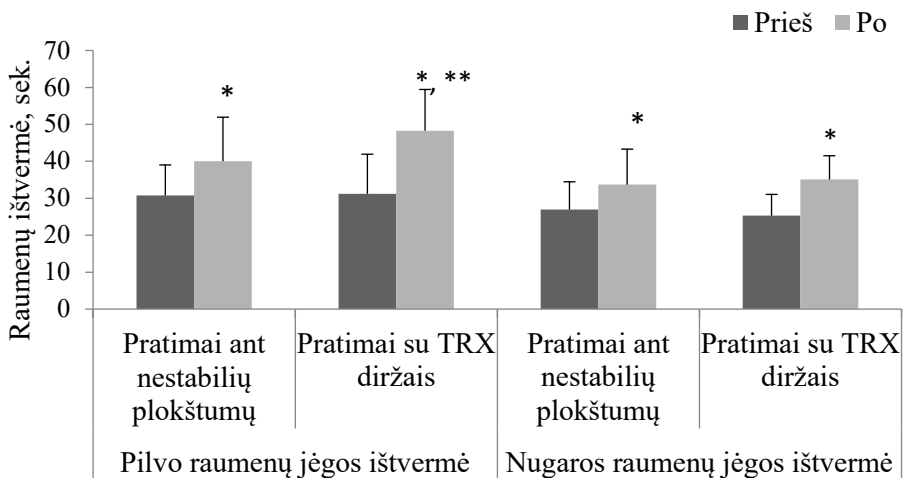 Prieš Po
Raumenų ištvermė, sek.
70
60
50
40
30
20
10
0
*
*, **
*
*
Pratimai ant
nestabilių
plokštumų
Pratimai su TRX
diržais
Pratimai ant
nestabilių
plokštumų
Pratimai su TRX
diržais
Pilvo raumenų jėgos ištvermė
Nugaros raumenų jėgos ištvermė